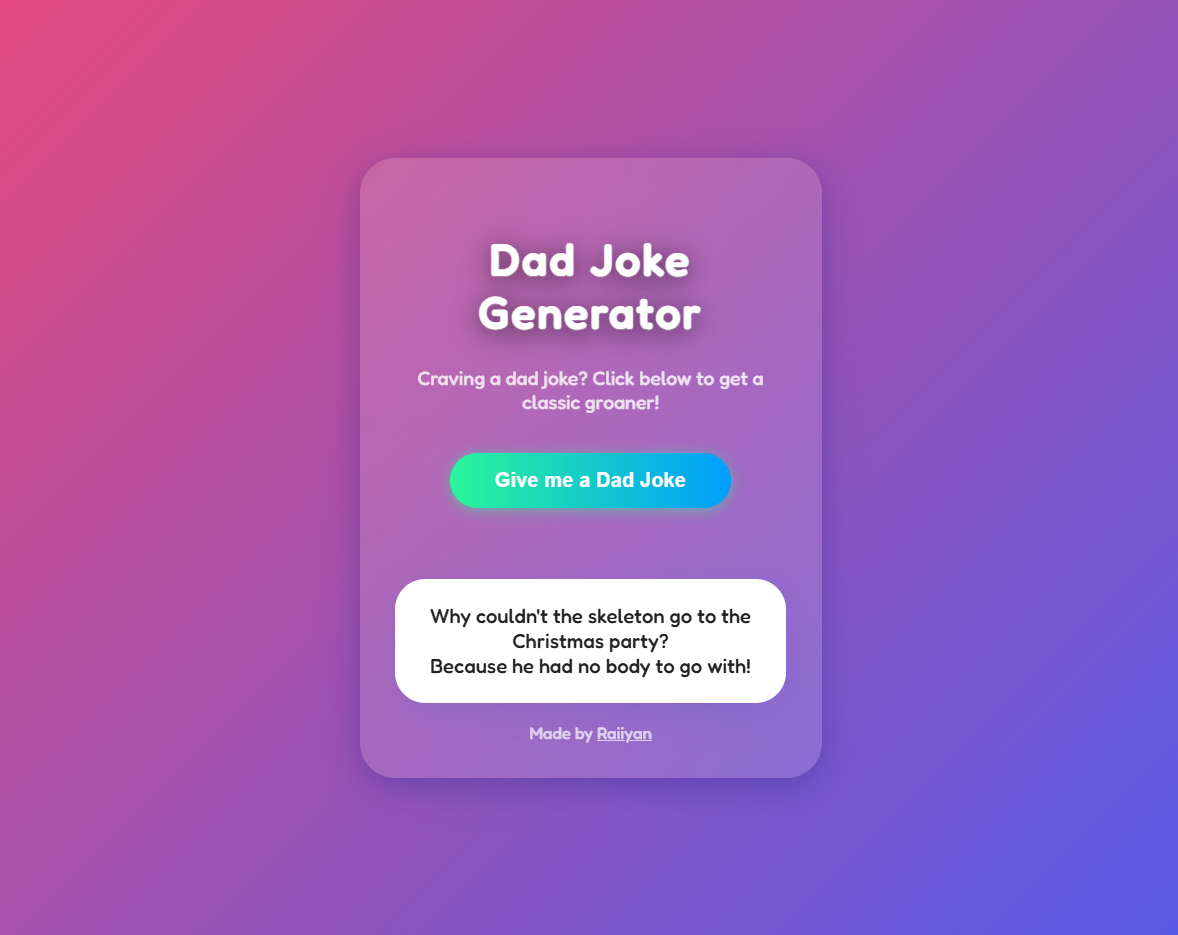 Dad Joke
Generator
Craving a dad joke? Click below to get a
classic groaner!
Give me a Dad Joke
Why couldn't the skeleton go to the
Christmas party?
Because he had no body to go with!
Made by Raiiyan